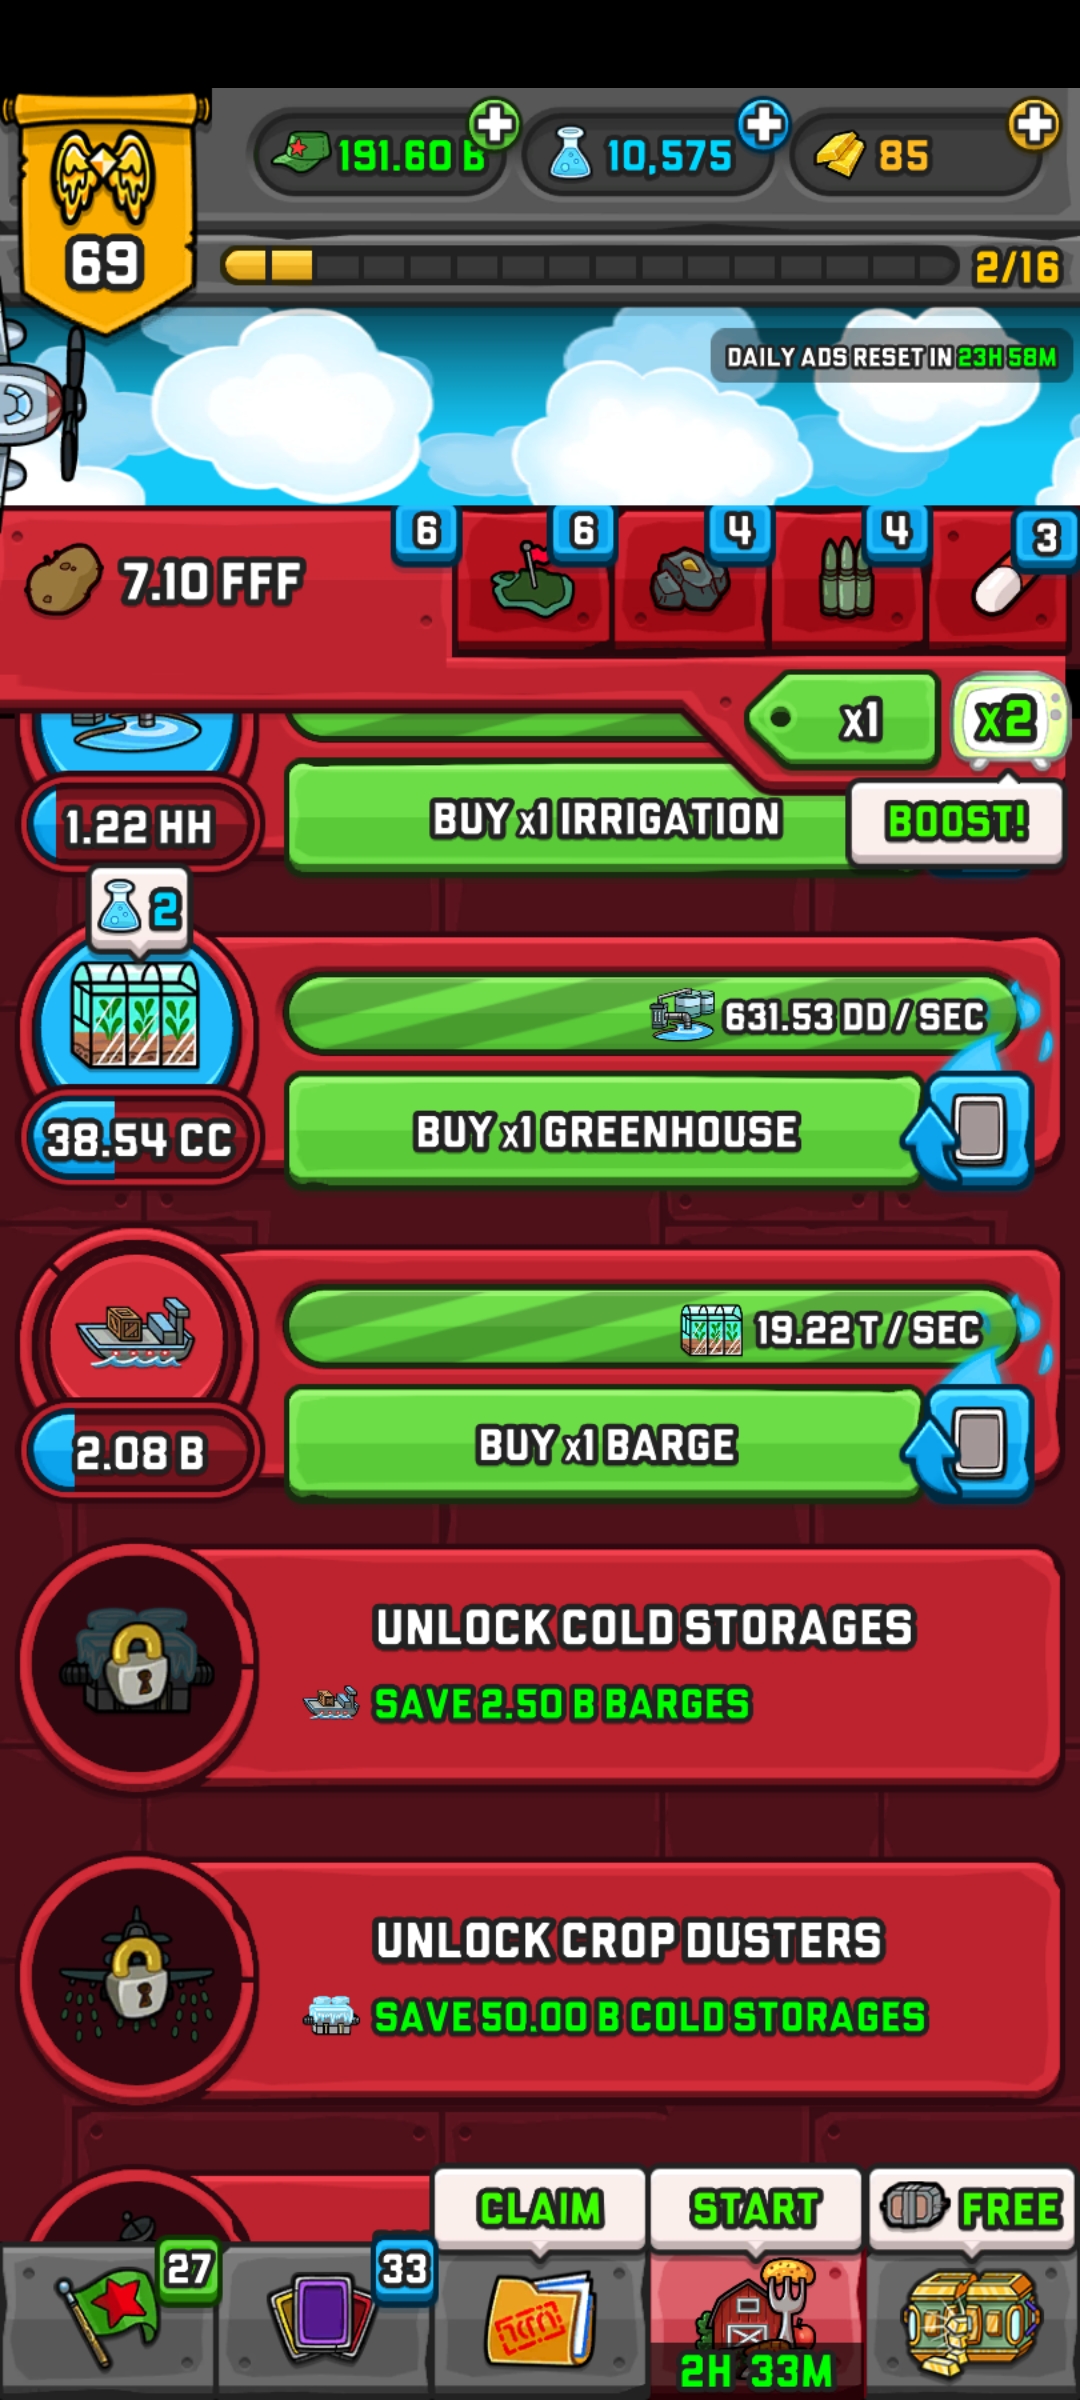 191.60 B
10,575
85
69
2/16
DAILY ADS RESET IN 23H 58M
7.10 FFF
6
6
4
4
3
x1
x2
BOOST!
1.22 HH
BUY x1 IRRIGATION
2
631.53 DD / SEC
38.54 CC
BUY x1 GREENHOUSE
19.22 T / SEC
2.08 B
BUY x1 BARGE
UNLOCK COLD STORAGES
SAVE 2.50 B BARGES
UNLOCK CROP DUSTERS
SAVE 50.00 B COLD STORAGES
CLAIM
START
FREE
27
33
2H 33M